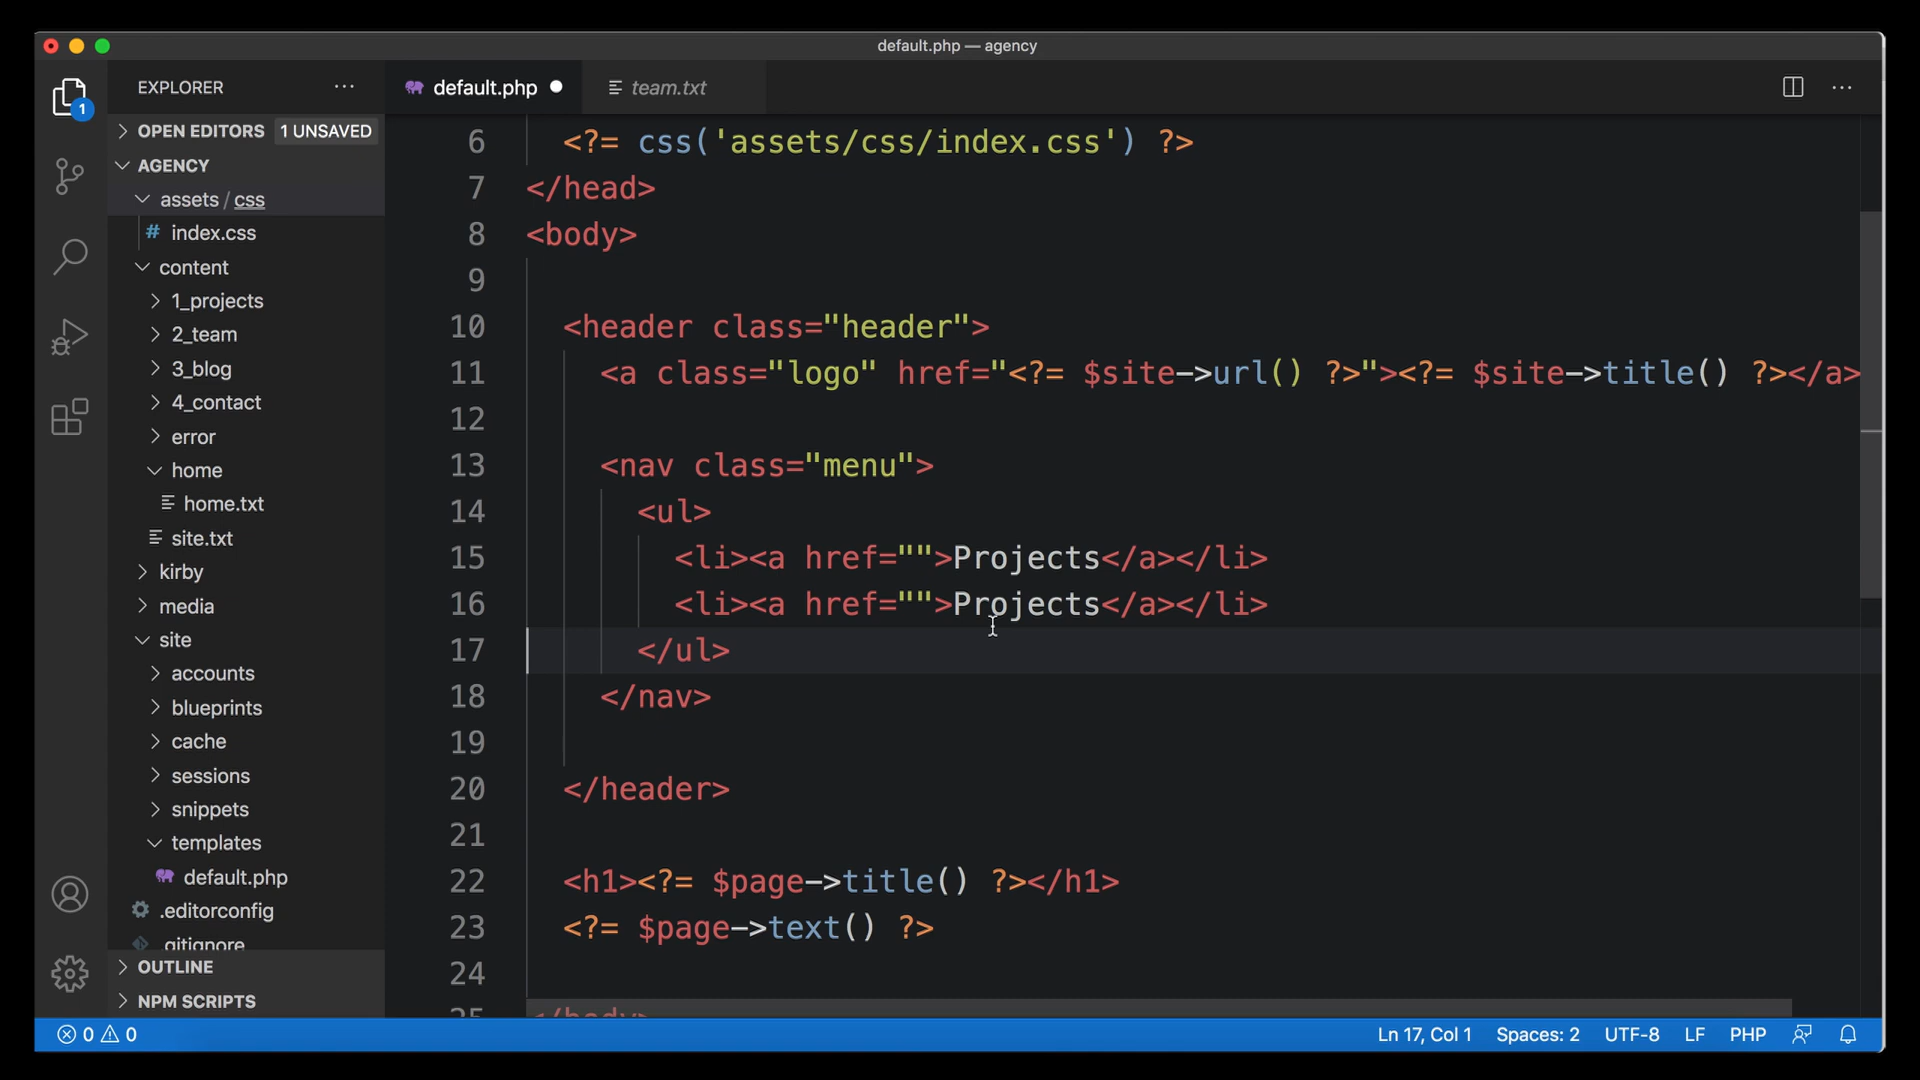 default.php — agency
EXPLORER
default.php
team.txt
1
OPEN EDITORS 1 UNSAVED
AGENCY
assets / css
# index.css
content
1_projects
2_team
3_blog
4_contact
error
home
home.txt
site.txt
kirby
media
site
accounts
blueprints
cache
sessions
snippets
templates
default.php
.editorconfig
.gitignore
OUTLINE
NPM SCRIPTS
6 <?= css('assets/css/index.css') ?>
7 </head>
8 <body>
9
10 <header class="header">
11 <a class="logo" href="<?= $site->url() ?>"><?= $site->title() ?></a>
12
13 <nav class="menu">
14 <ul>
15 <li><a href="">Projects</a></li>
16 <li><a href="">Projects</a></li>
17 </ul>
18 </nav>
19
20 </header>
21
22 <h1><?= $page->title() ?></h1>
23 <?= $page->text() ?>
24
25 </body>
0 0
Ln 17, Col 1 Spaces: 2 UTF-8 LF PHP